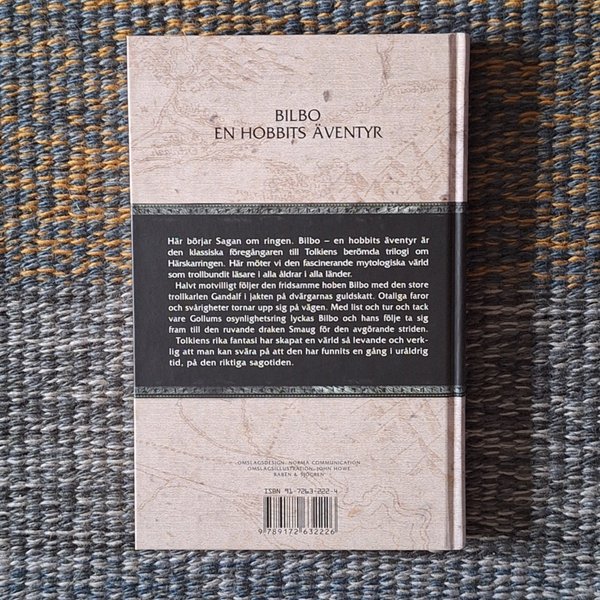 BILBO
EN HOBBITS ÄVENTYR
Här börjar Sagan om ringen. Bilbo – en hobbits äventyr är
den klassiska föregångaren till Tolkiens berömda trilogi om
Härskarringen. Här möter vi den fascinerande mytologiska värld
som trollbundit läsare i alla åldrar i alla länder.
Halvt motvilligt följer den fridsamme hoben Bilbo med den store
trollkarlen Gandalf i jakten på dvärgarnas guldskatt. Otaliga faror
och svårigheter tornar upp sig på vägen. Med list och tur och tack
vare Gollums osynlighetsring lyckas Bilbo och hans följe ta sig
fram till den ruvande draken Smaug för den avgörande striden.
Tolkiens rika fantasi har skapat en värld så levande och verk-
lig att man kan svära på att den har funnits en gång i uråldrig
tid, på den riktiga sagotiden.
OMSLAGSDESIGN: NORMA COMMUNICATION
OMSLAGSILLUSTRATION: JOHN HOWE
RABÉN & SJÖGREN
ISBN 91-7263-222-4
9 789172 632226